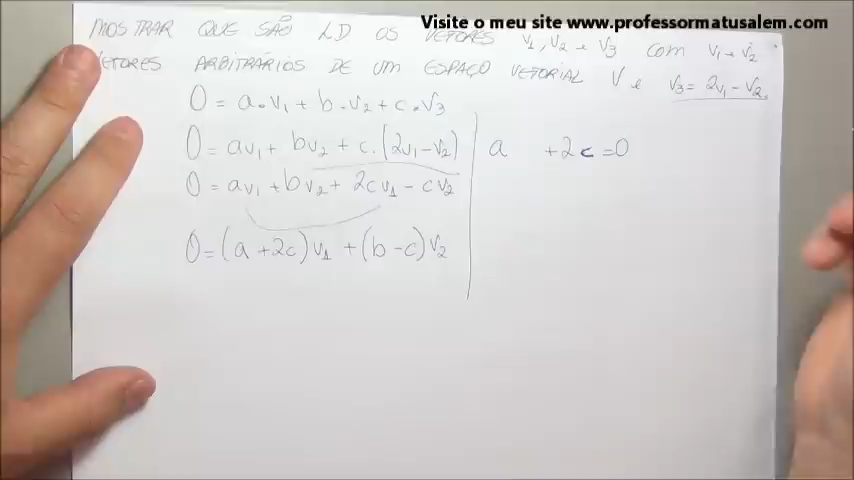 Visite o meu site www.professormatusalem.com
MOSTRAR QUE SÃO LD OS VETORES v₁, v₂ e v₃ com v₁ e v₂
VETORES ARBITRÁRIOS DE UM ESPAÇO VETORIAL V e v₃ = 2v₁ - v₂.
0 = a.v₁ + b.v₂ + c.v₃
0 = av₁ + bv₂ + c.(2v₁-v₂)
0 = av₁ + bv₂ + 2cv₁ - cv₂
0 = (a + 2c)v₁ + (b - c)v₂
a + 2c = 0